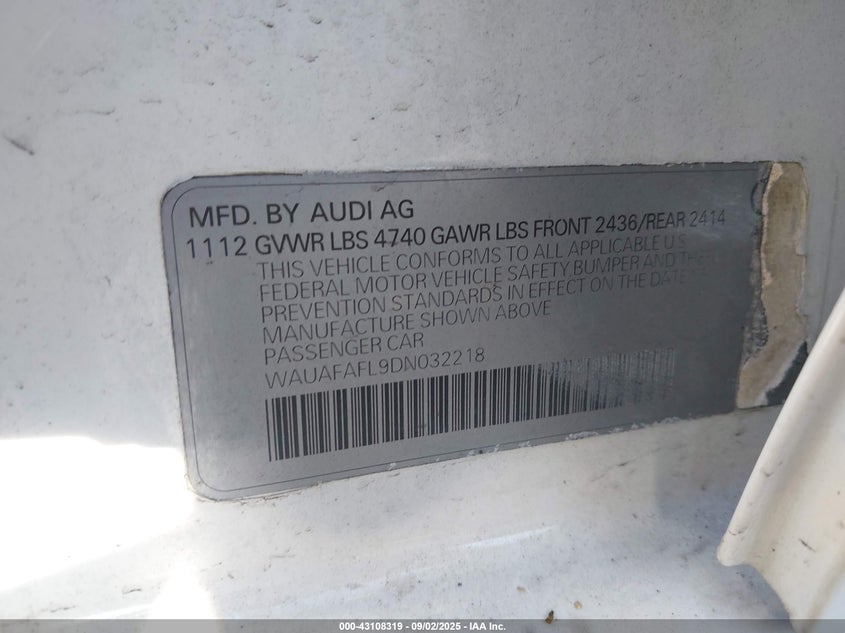 MFD. BY AUDI AG
1112 GVWR LBS 4740 GAWR LBS FRONT 2436/REAR 2414
THIS VEHICLE CONFORMS TO ALL APPLICABLE U.S.
FEDERAL MOTOR VEHICLE SAFETY, BUMPER AND THEFT
PREVENTION STANDARDS IN EFFECT ON THE DATE
MANUFACTURE SHOWN ABOVE
PASSENGER CAR
WAUAFAFL9DN032218
000-43108319 - 09/02/2025 - IAA Inc.